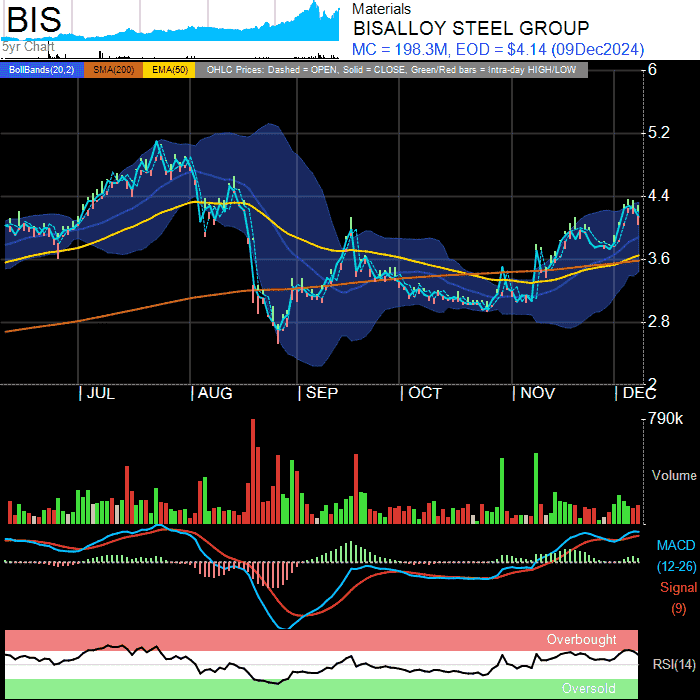 BIS
5yr Chart
Materials
BISALLOY STEEL GROUP
MC = 198.3M, EOD = $4.14 (09Dec2024)
BollBands(20,2) SMA(200) EMA(50) OHLC Prices: Dashed = OPEN, Solid = CLOSE, Green/Red bars = Intra-day HIGH/LOW
6
5.2
4.4
3.6
2.8
2
JUL AUG SEP OCT NOV DEC
790k
Volume
MACD
(12-26)
Signal
(9)
Overbought
RSI(14)
Oversold